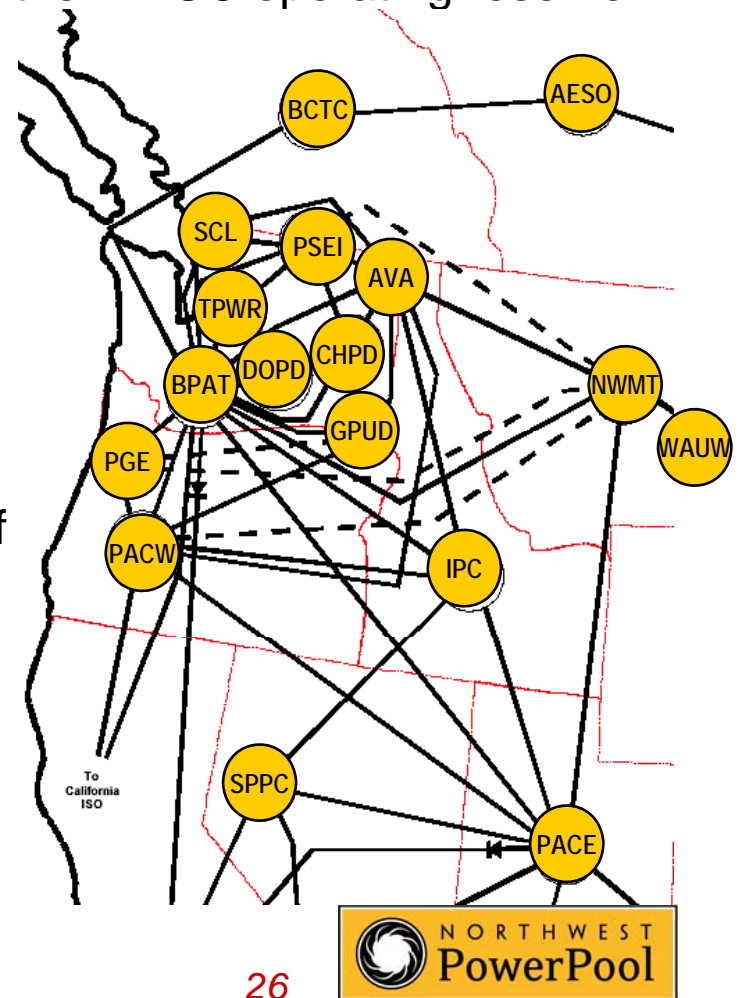 BCTC
AESO
SCL
PSEI
AVA
TPWR
CHPD
DOPD
BPAT
NWMT
GPUD
WAUW
PGE
f
PACW
IPC
To
California
ISO
SPPC
PACE
NORTHWEST
PowerPool
26